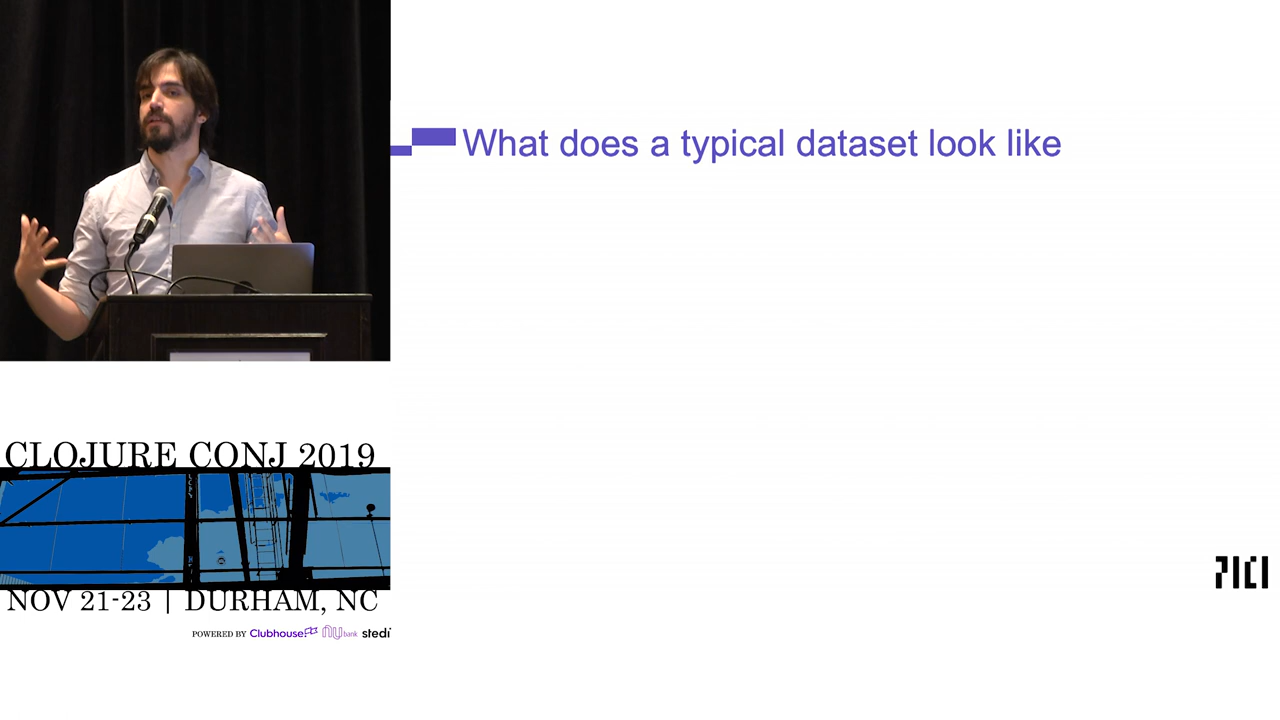 What does a typical dataset look like
CLOJURE CONJ 2019
NOV 21-23 | DURHAM, NC
POWERED BY Clubhouse nu bank stedi
PICI